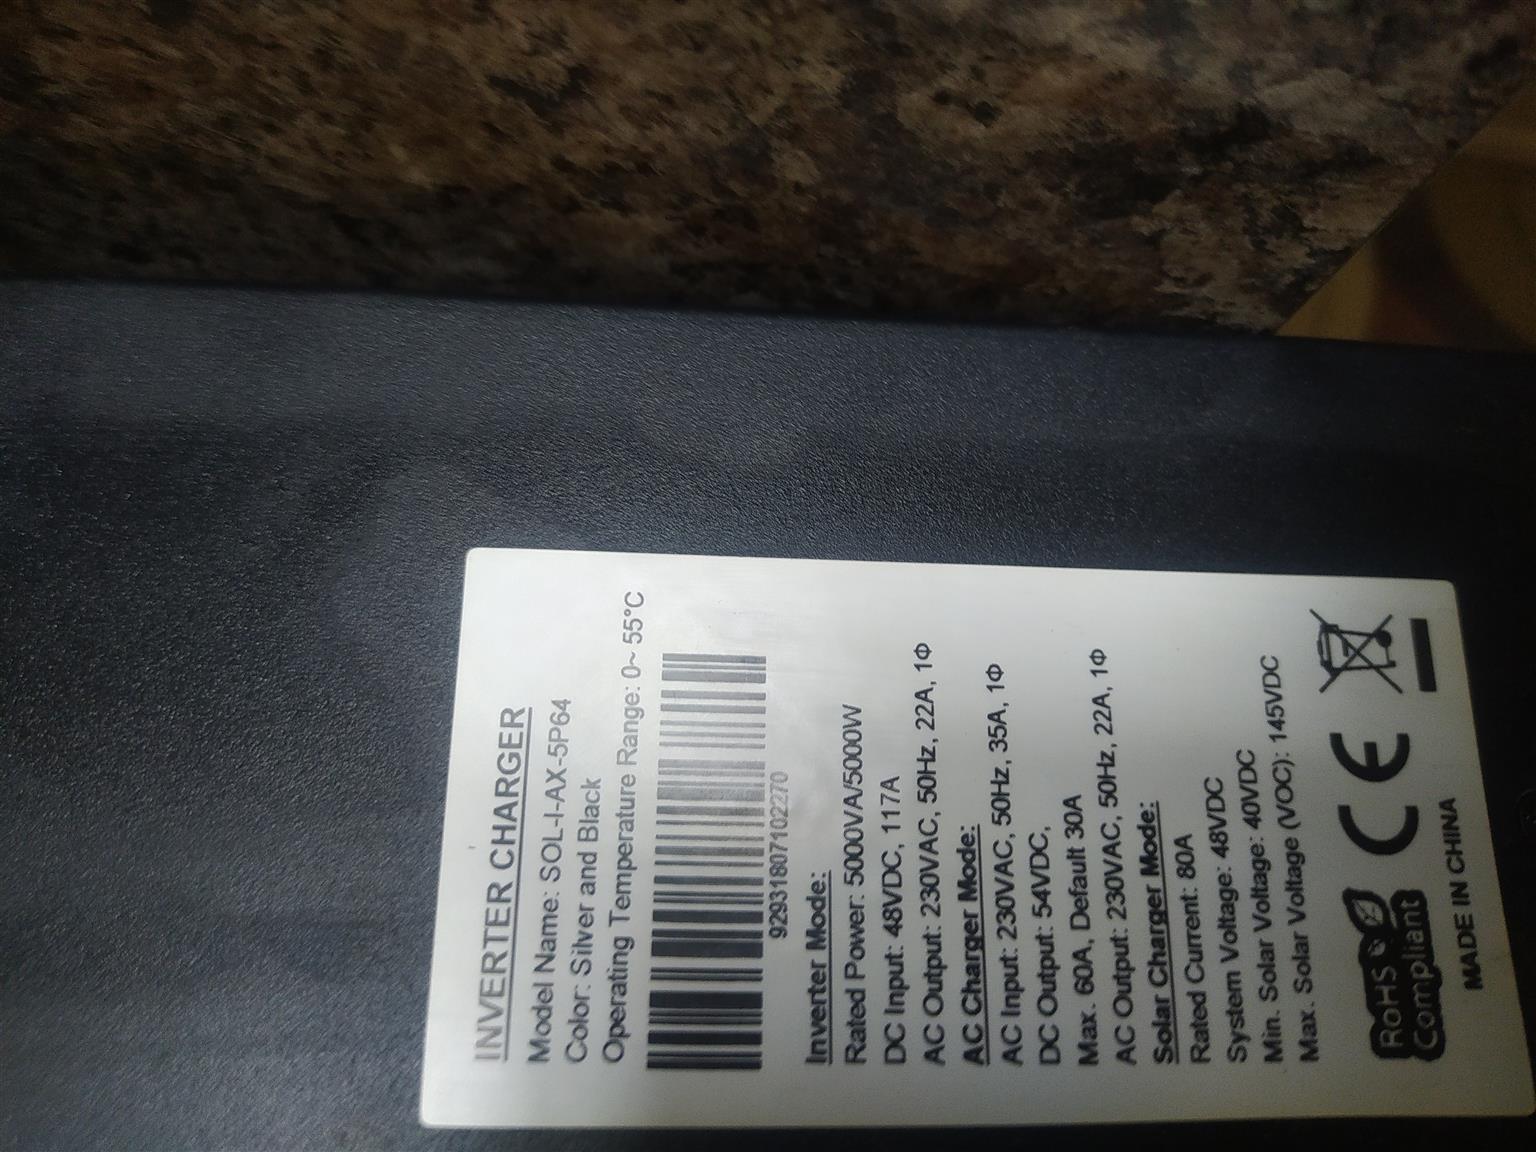 INVERTER CHARGER
Model Name: SOL-I-AX-5P64
Color: Silver and Black
Operating Temperature Range: 0~ 55°C
92931807102270
Inverter Mode:
Rated Power: 5000VA/5000W
DC Input: 48VDC, 117A
AC Output: 230VAC, 50Hz, 22A, 1Φ
AC Charger Mode:
AC Input: 230VAC, 50Hz, 35A, 1Φ
DC Output: 54VDC,
Max. 60A, Default 30A
AC Output: 230VAC, 50Hz, 22A, 1Φ
Solar Charger Mode:
Rated Current: 80A
System Voltage: 48VDC
Min. Solar Voltage: 40VDC
Max. Solar Voltage (VOC): 145VDC
RoHS
Compliant
CE
MADE IN CHINA